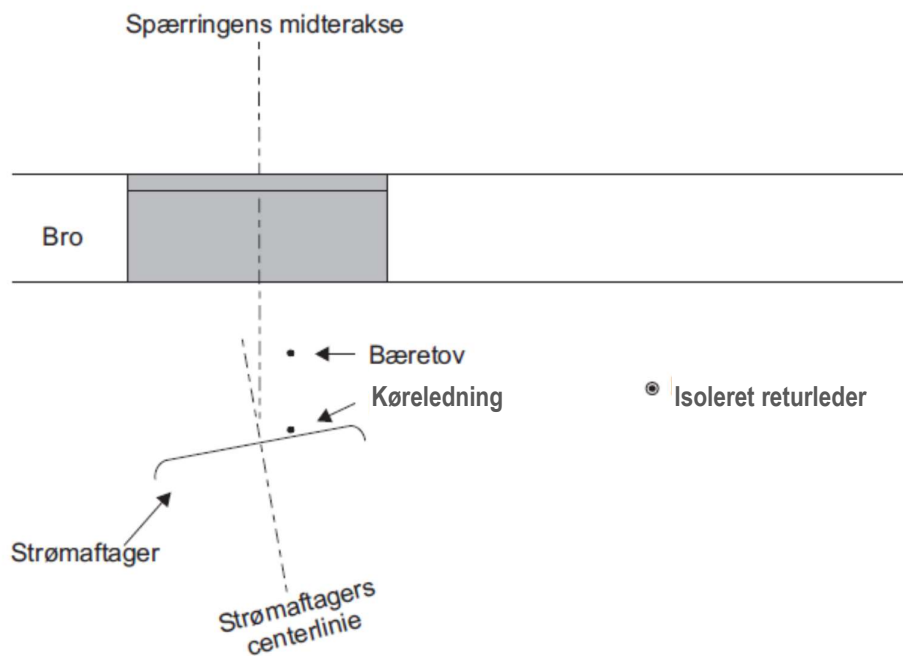 Spærringens midterakse
Bro
Bæretov
Køreledning
Isoleret returleder
Strømaftager
Strømaftagers
centerlinie